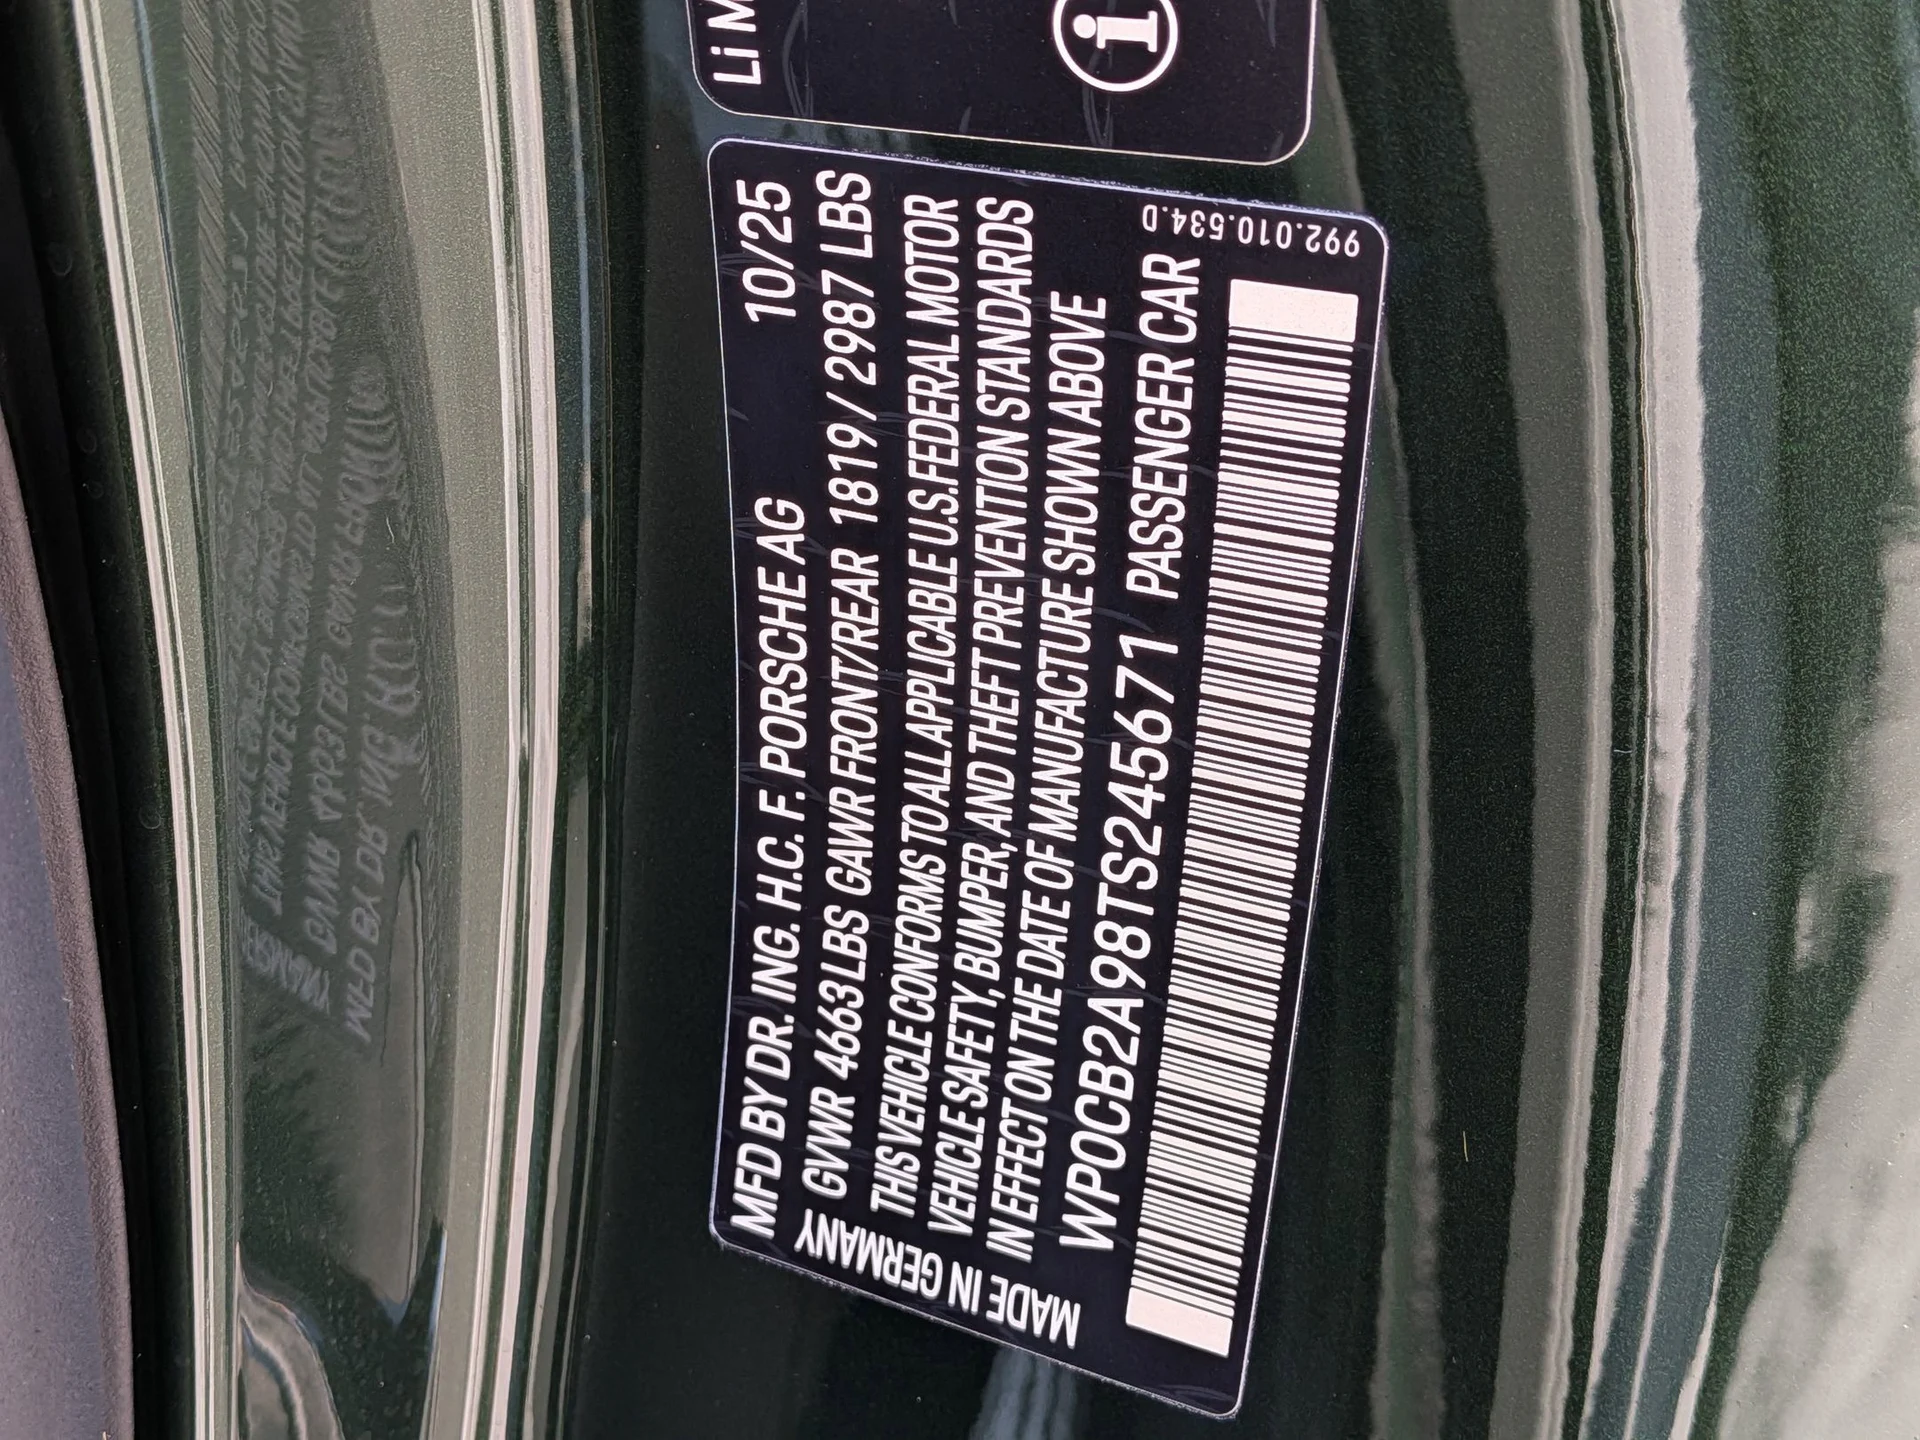 Li M
MFD BY DR. ING. H.C. F. PORSCHE AG 10/25
GVWR 4663 LBS GAWR FRONT/REAR 1819 / 2987 LBS
THIS VEHICLE CONFORMS TO ALL APPLICABLE U.S. FEDERAL MOTOR
VEHICLE SAFETY, BUMPER, AND THEFT PREVENTION STANDARDS
IN EFFECT ON THE DATE OF MANUFACTURE SHOWN ABOVE
WP0CB2A98TS245671 PASSENGER CAR
MADE IN GERMANY
992.010.534.D